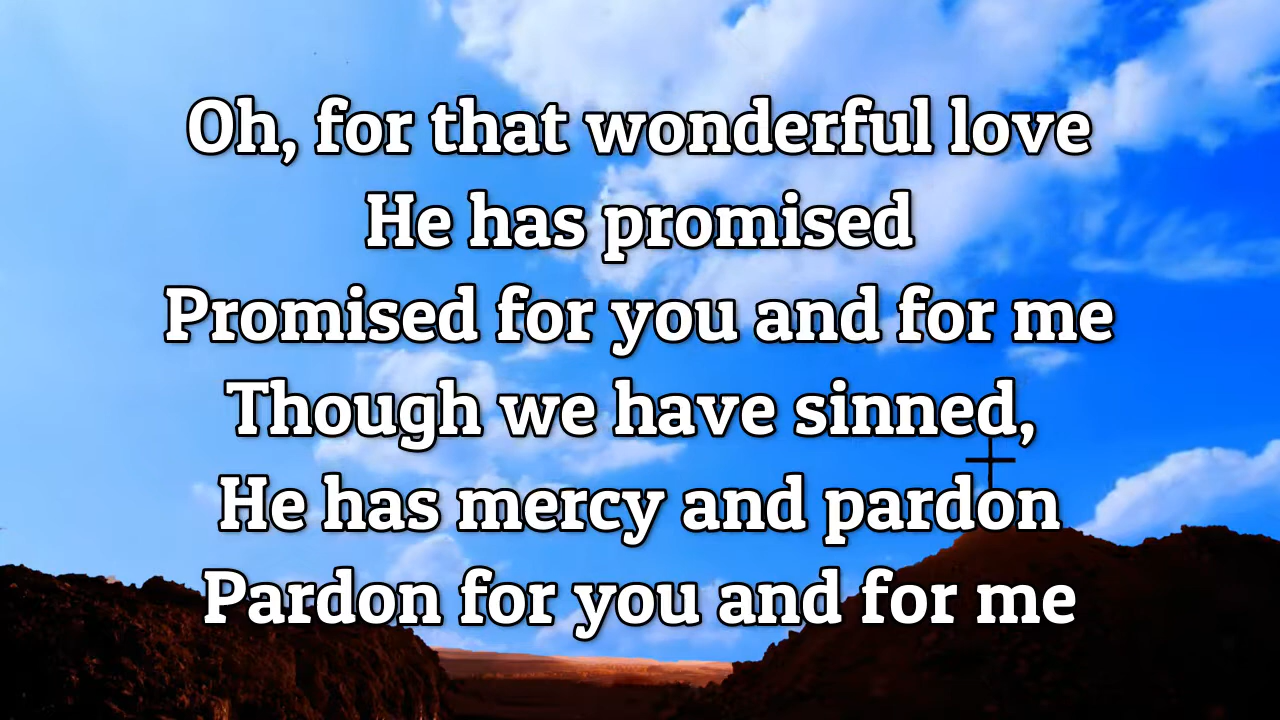 Oh, for that wonderful love
He has promised
Promised for you and for me
Though we have sinned,
He has mercy and pardon
Pardon for you and for me